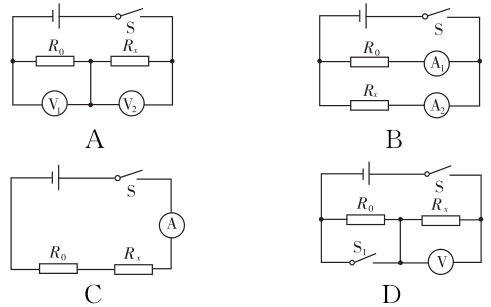 S
R₀ Rₓ
V₁ V₂
A
S
R₀ A₁
Rₓ A₂
B
S
A
R₀ Rₓ
C
S
R₀ Rₓ
S₁ V
D